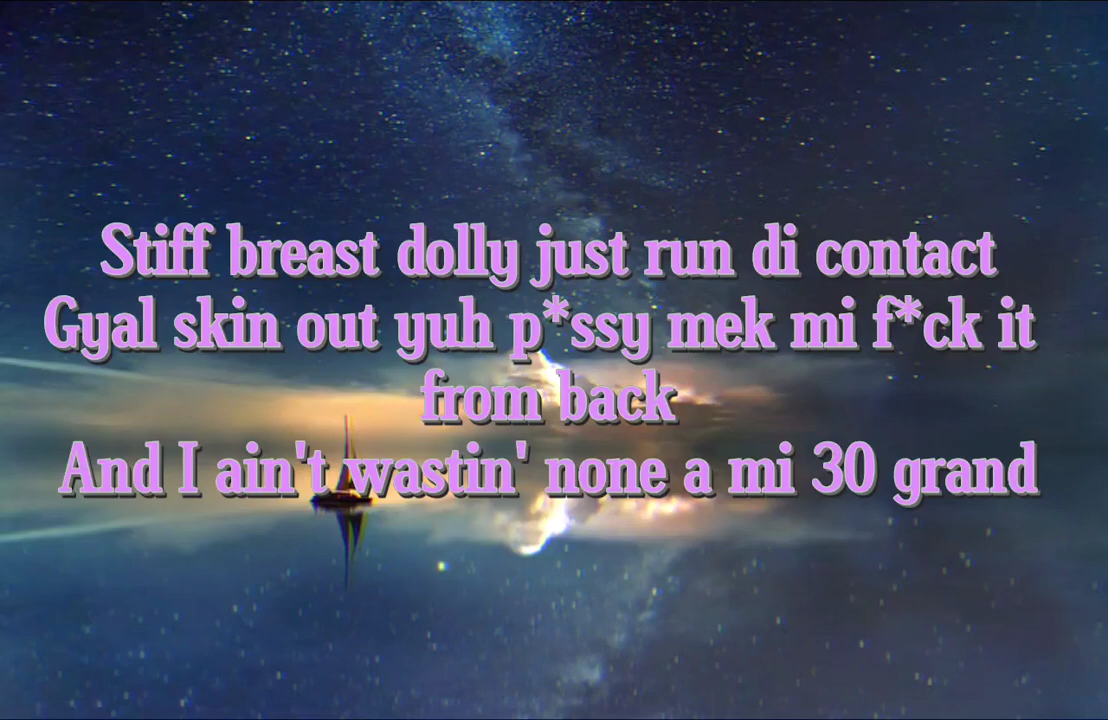 Stiff breast dolly just run di contact
Gyal skin out yuh p*ssy mek mi f*ck it
from back
And I ain't wastin' none a mi 30 grand